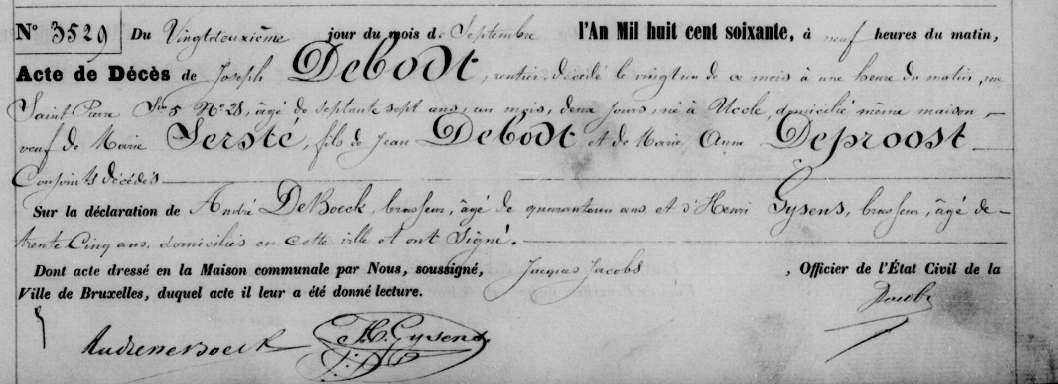 N° 3529 Du Vingtdeuxième jour du mois de Septembre l'An Mil huit cent soixante, à neuf heures du matin,
Acte de Décès de Joseph Debodt, rentier, décédé le vingtun de ce mois à une heure du matin, rue
Saint Pierre Son 5 N° 28, âgé de septante sept ans, un mois, deux jours, né à Uccle, domicilié même maison,
veuf de Marie Serste, fils de Jean Debodt et de Marie Anne Deproost
Conjoints décédés
Sur la déclaration de André DeBoeck, brasseur, âgé de quaranteun ans et d'Henri Gysens, brasseur, âgé de
trente Cinq ans, domiciliés en cette ville et ont Signé.
Dont acte dressé en la Maison communale par Nous, soussigné, Jacques Jacobs, Officier de l'État Civil de la
Ville de Bruxelles, duquel acte il leur a été donné lecture.
Jacobs
H. Gysens